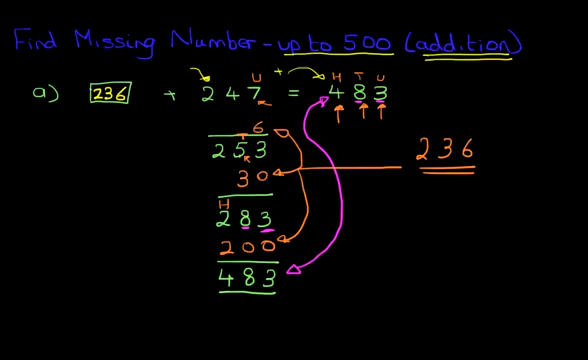 Find Missing Number - up to 500 (addition)
U + H T U
a) 236 + 247 = 483
6
T
253
30
236
H
283
200
483